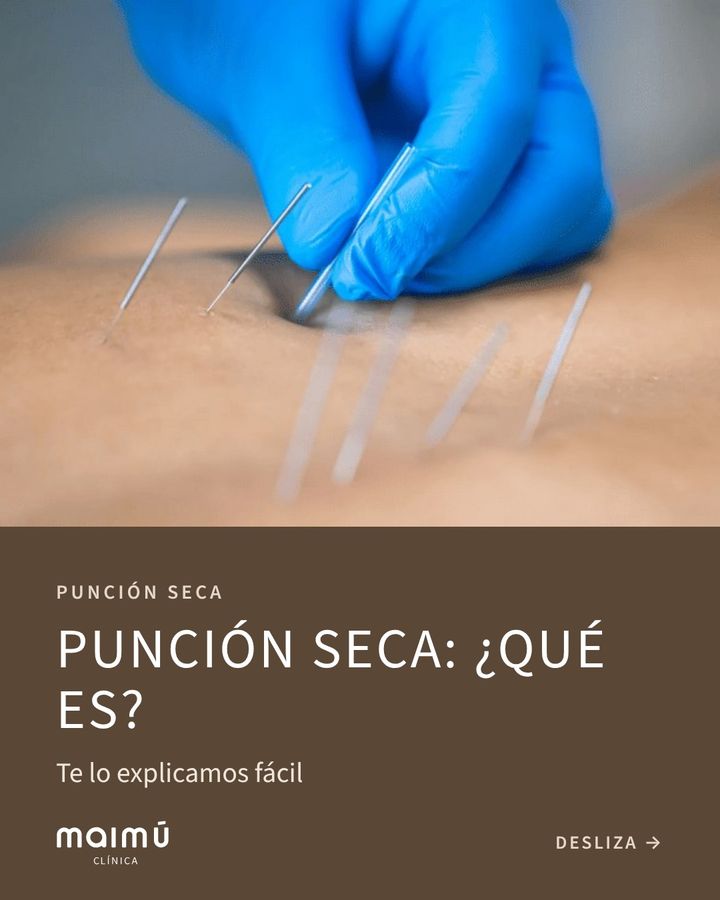 PUNCIÓN SECA
PUNCIÓN SECA: ¿QUÉ
ES?
Te lo explicamos fácil
maimú
CLÍNICA
DESLIZA →